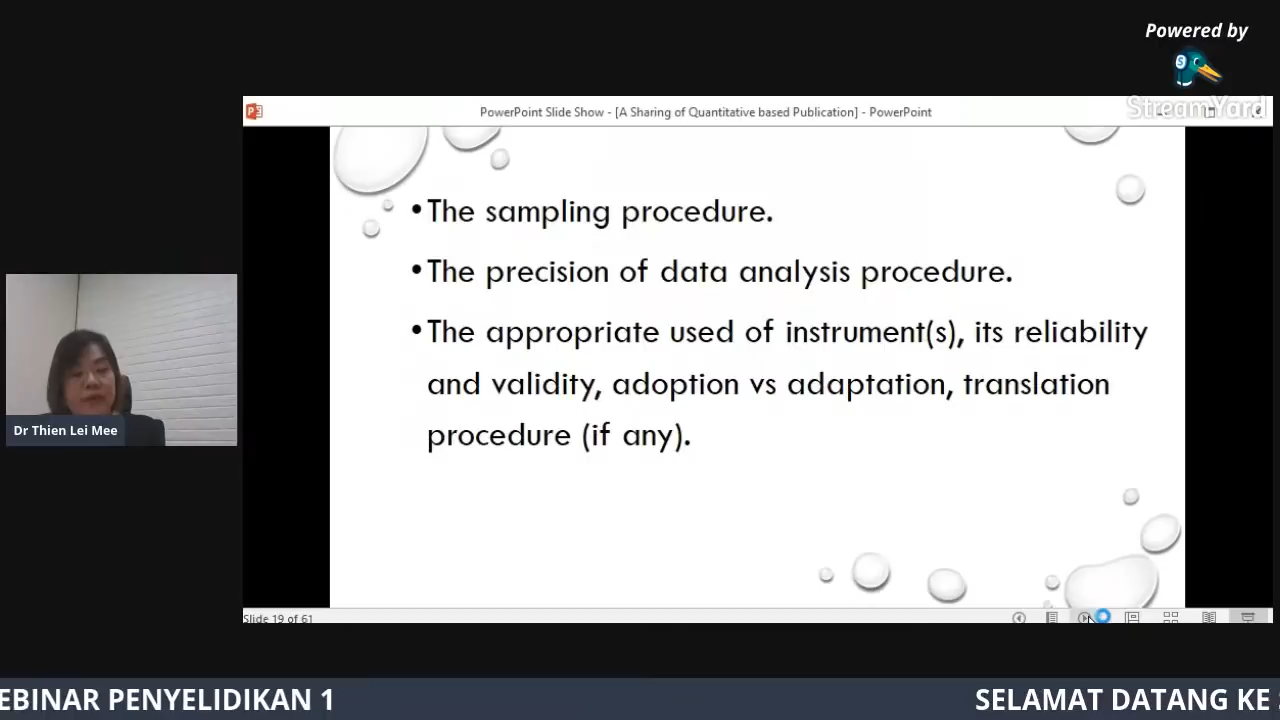 Powered by
StreamYard
PowerPoint Slide Show - [A Sharing of Quantitative based Publication] - PowerPoint
•The sampling procedure.
•The precision of data analysis procedure.
•The appropriate used of instrument(s), its reliability
and validity, adoption vs adaptation, translation
procedure (if any).
Dr Thien Lei Mee
Slide 19 of 61
EBINAR PENYELIDIKAN 1
SELAMAT DATANG KE